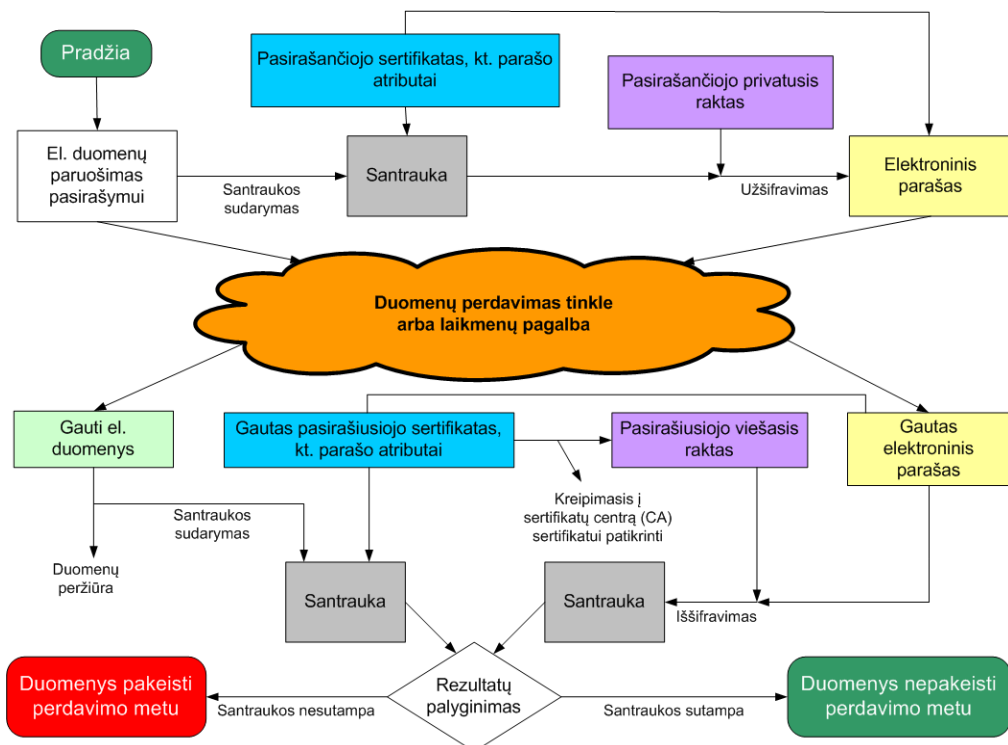 Pradžia
Pasirašančiojo sertifikatas, kt. parašo
atributai
Pasirašančiojo privatusis
raktas
El. duomenų
paruošimas
pasirašymui
Santraukos
sudarymas
Santrauka
Užšifravimas
Elektroninis
parašas
Duomenų perdavimas tinkle
arba laikmenų pagalba
Gauti el.
duomenys
Gautas pasirašiusiojo sertifikatas,
kt. parašo atributai
Pasirašiusiojo viešasis
raktas
Gautas
elektroninis
parašas
Santraukos
sudarymas
Kreipimasis į
sertifikatų centrą (CA)
sertifikatui patikrinti
Duomenų
peržiūra
Santrauka
Santrauka
Iššifravimas
Duomenys pakeisti
perdavimo metu
Santraukos nesutampa
Rezultatų
palyginimas
Santraukos sutampa
Duomenys nepakeisti
perdavimo metu